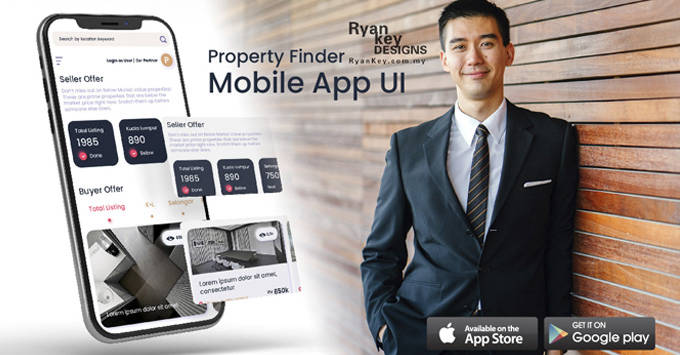 Search by location Keyword
Login as User | Our Partner
P
Seller Offer
Total Listing
1985
Done
Kuala lumpur
890
Below
Buyer Offer
Total Listing
K+L
Selangor
Seller Offer
Total Listing
1985
Done
Kuala lumpur
890
Below
750
Lorem ipsum dolor sit amet,
Lorem ipsum dolor sit amet,
consectetur
850k
Ryan
key
DESIGNS
RyanKey.com.my
Property Finder
Mobile App UI
Available on the
App Store
GET IT ON
Google play